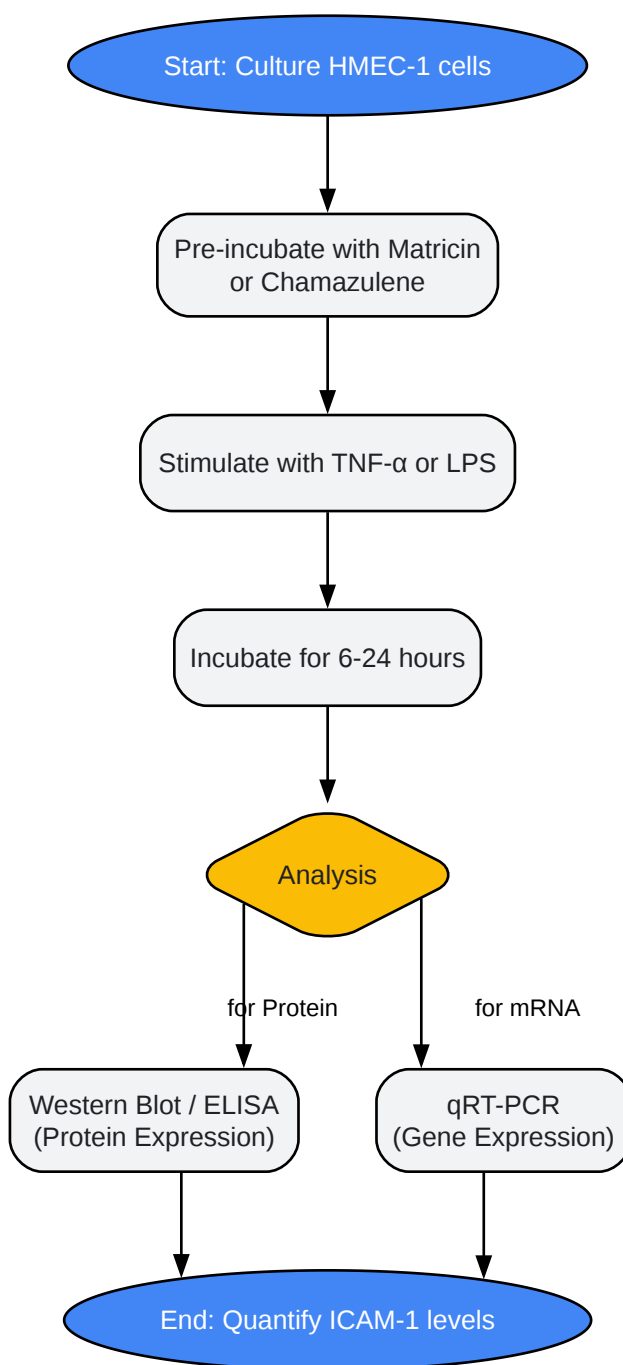 Start: Culture HMEC-1 cells
Pre-incubate with Matricin
or Chamazulene
Stimulate with TNF-α or LPS
Incubate for 6-24 hours
Analysis
for Protein
for mRNA
Western Blot / ELISA
(Protein Expression)
qRT-PCR
(Gene Expression)
End: Quantify ICAM-1 levels